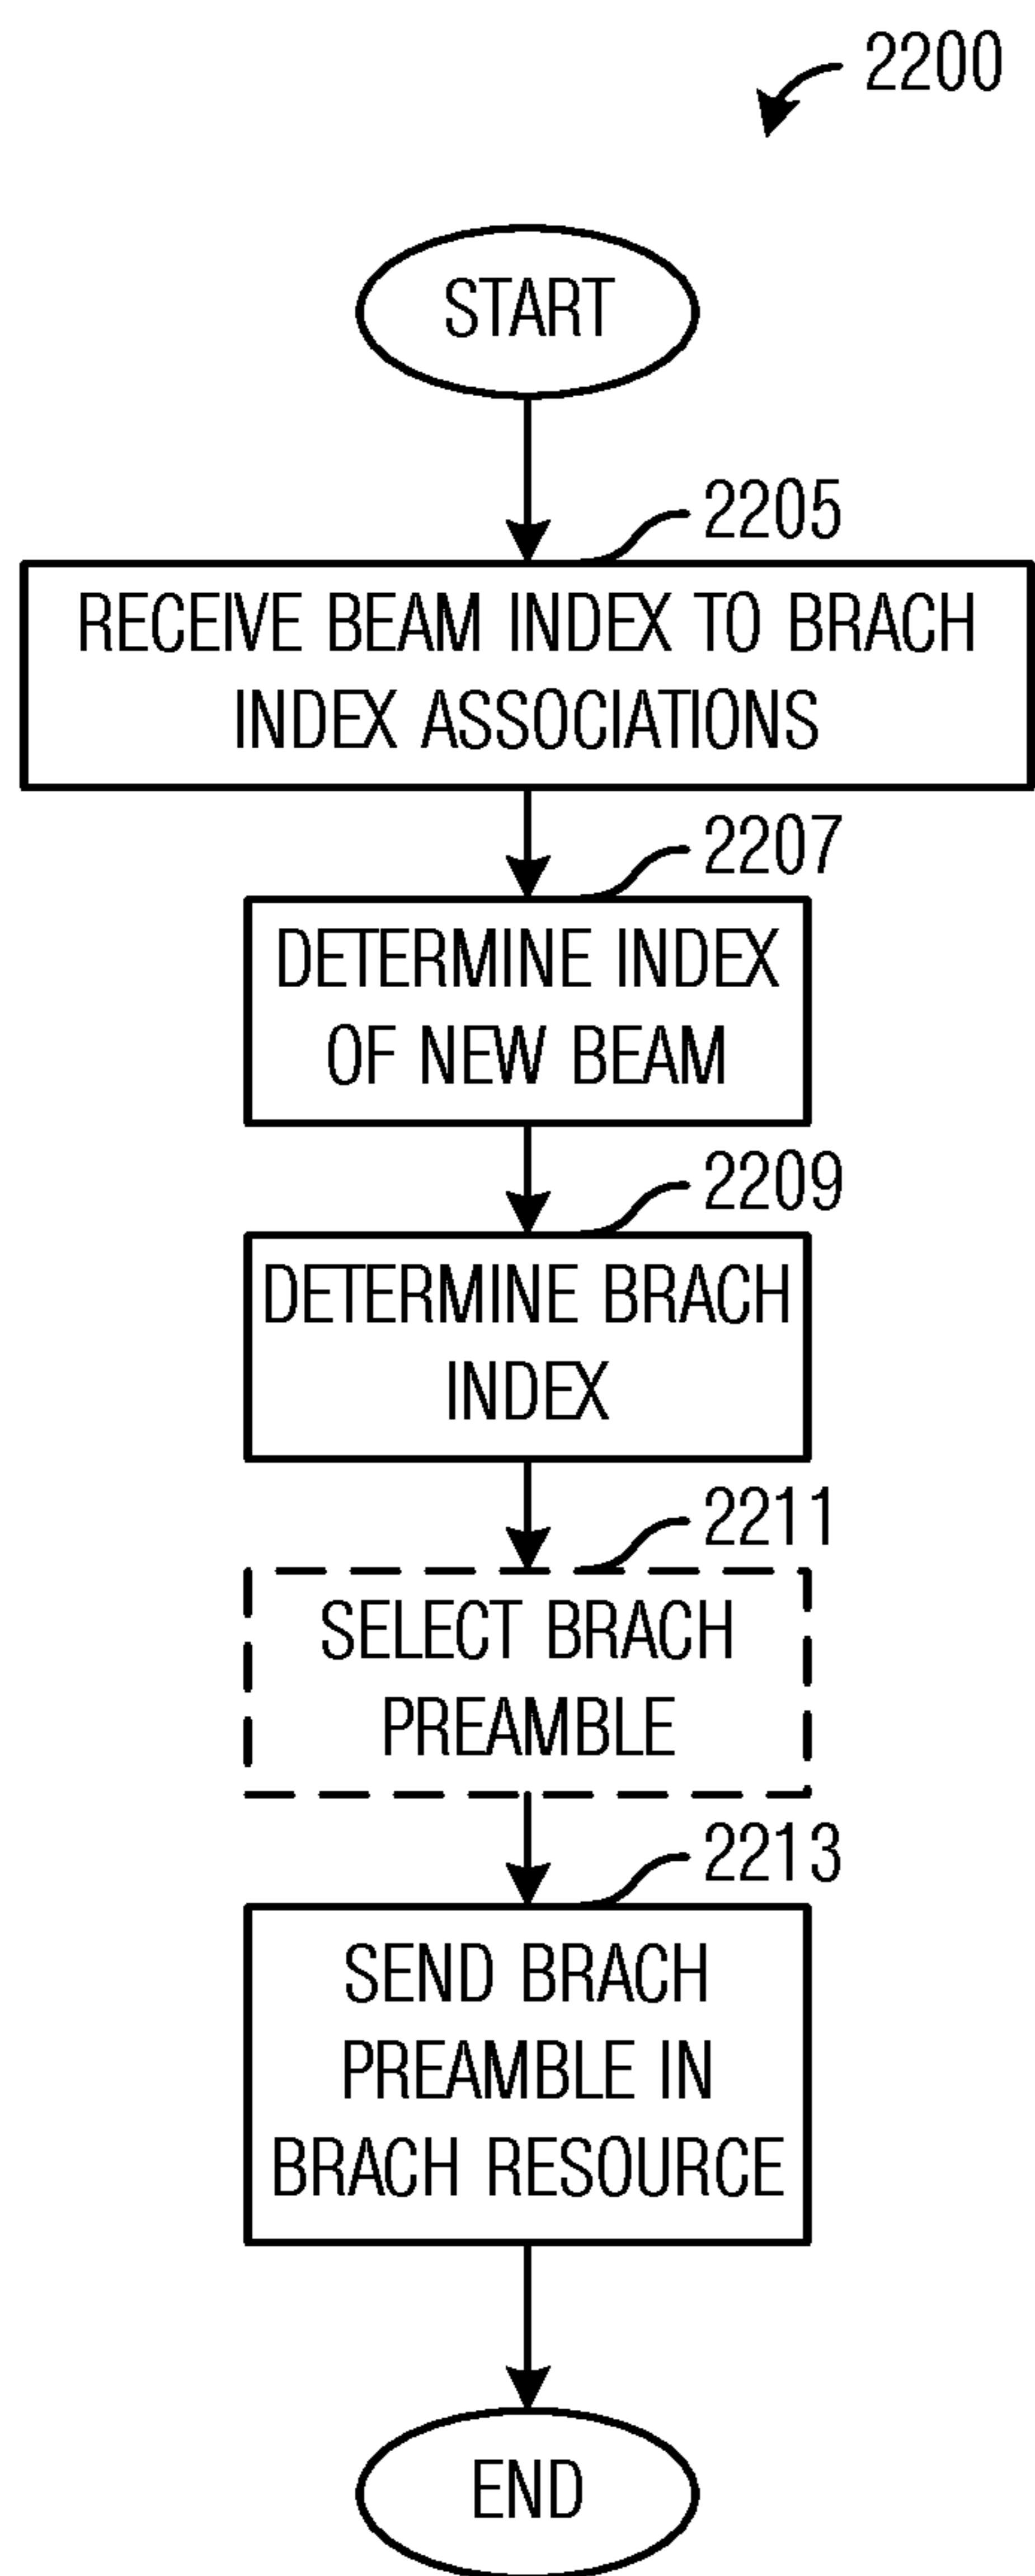 2200
START
2205
RECEIVE BEAM INDEX TO BRACH
INDEX ASSOCIATIONS
2207
DETERMINE INDEX
OF NEW BEAM
2209
DETERMINE BRACH
INDEX
2211
SELECT BRACH
PREAMBLE
2213
SEND BRACH
PREAMBLE IN
BRACH RESOURCE
END